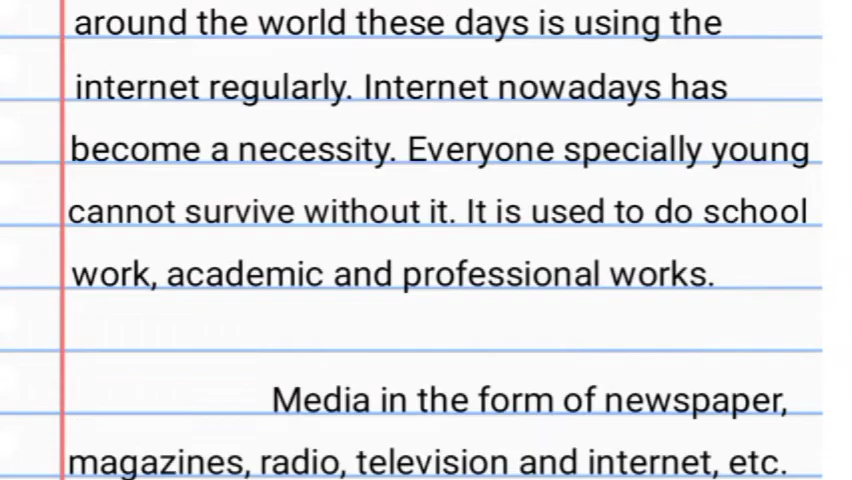 around the world these days is using the
internet regularly. Internet nowadays has
become a necessity. Everyone specially young
cannot survive without it. It is used to do school
work, academic and professional works.
Media in the form of newspaper,
magazines, radio, television and internet, etc.